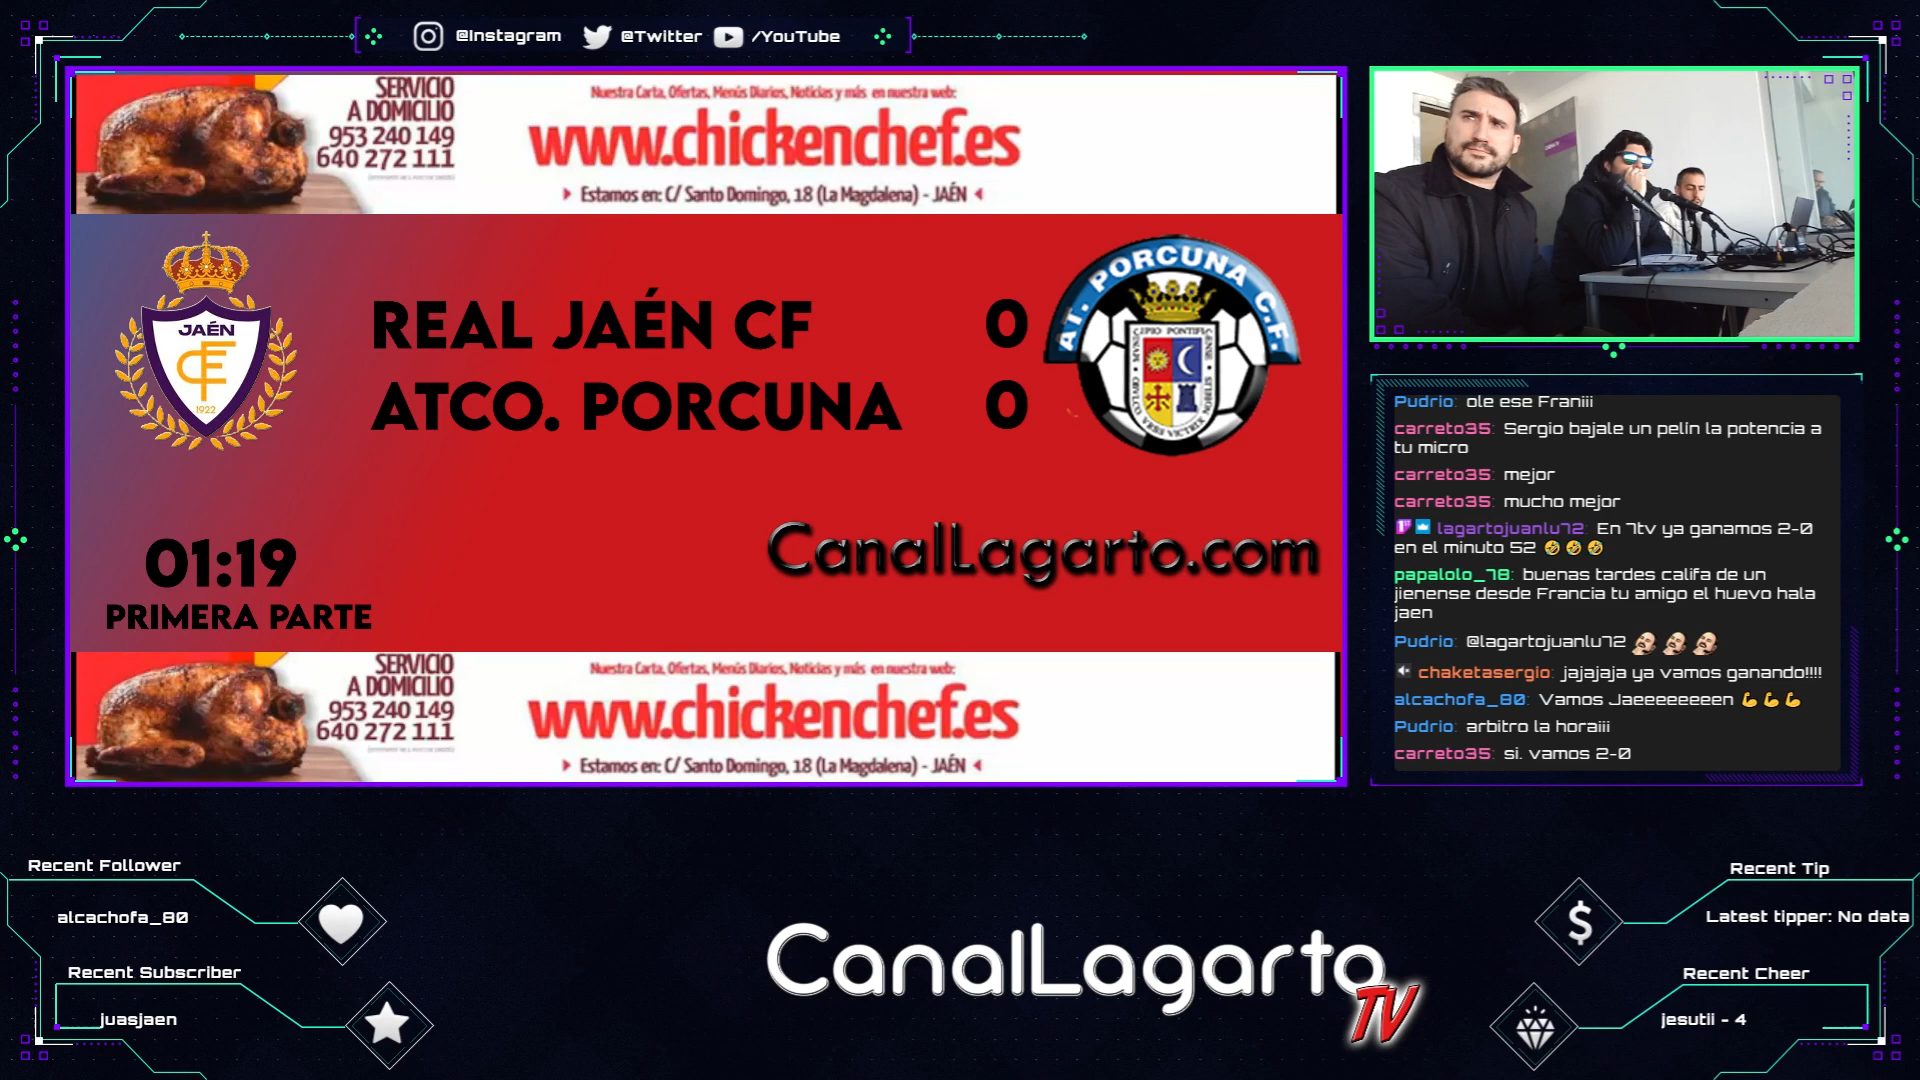 @Instagram @Twitter /YouTube
SERVICIO
A DOMICILIO
953 240 149
640 272 111
Nuestra Carta, Ofertas, Menús Diarios, Noticias y más en nuestra web:
www.chickenchef.es
Estamos en: C/ Santo Domingo, 18 (La Magdalena) - JAÉN
JAÉN
CF
1922
REAL JAÉN CF 0
ATCO. PORCUNA 0
AT. PORCUNA C.F.
01:19
PRIMERA PARTE
CanalLagarto.com
SERVICIO
A DOMICILIO
953 240 149
640 272 111
Nuestra Carta, Ofertas, Menús Diarios, Noticias y más en nuestra web:
www.chickenchef.es
Estamos en: C/ Santo Domingo, 18 (La Magdalena) - JAÉN
Pudrio: ole ese Franiii
carreto35: Sergio bajale un pelín la potencia a
tu micro
carreto35: mejor
carreto35: mucho mejor
lagartojuanlu72: En 7tv ya ganamos 2-0
en el minuto 52 🤣🤣🤣
papalolo_78: buenas tardes califa de un
jienense desde Francia tu amigo el huevo hala
jaen
Pudrio: @lagartojuanlu72
chaketasergio: jajajaja ya vamos ganando!!!!
alcachofa_80: Vamos Jaeeeeeeeen 💪💪💪
Pudrio: arbitro la horaiii
carreto35: si. vamos 2-0
Recent Follower
alcachofa_80
Recent Subscriber
juasjaen
CanalLagarto
TV
Recent Tip
Latest tipper: No data
Recent Cheer
jesutii - 4